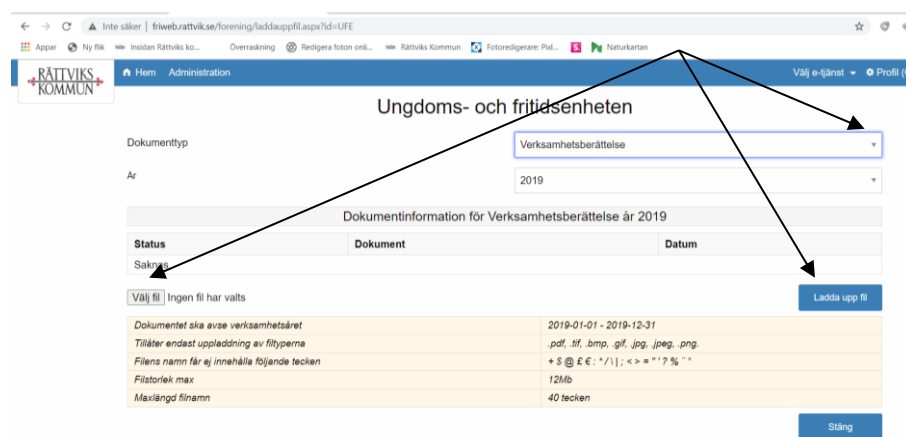 Inte säker | friweb.rattvik.se/forening/laddauppfil.aspx?id=UFE
Appar Ny flik Insidan Rättviks ko... Överraskning Redigera foton onli... Rättviks Kommun Fotoredigerare: Pixl... Naturkartan
RÄTTVIKS
KOMMUN
Hem Administration Välj e-tjänst Profil
Ungdoms- och fritidsenheten
Dokumenttyp Verksamhetsberättelse
År 2019
Dokumentinformation för Verksamhetsberättelse år 2019
Status Dokument Datum
Saknas
Välj fil Ingen fil har valts Ladda upp fil
Dokumentet ska avse verksamhetsåret 2019-01-01 - 2019-12-31
Tillåter endast uppladdning av filtyperna .pdf, .tif, .bmp, .gif, .jpg, .jpeg, .png.
Filens namn får ej innehålla följande tecken + $ @ £ € : * / \ | ; < > = " ' ? % ¨ '
Filstorlek max 12Mb
Maxlängd filnamn 40 tecken
Stäng